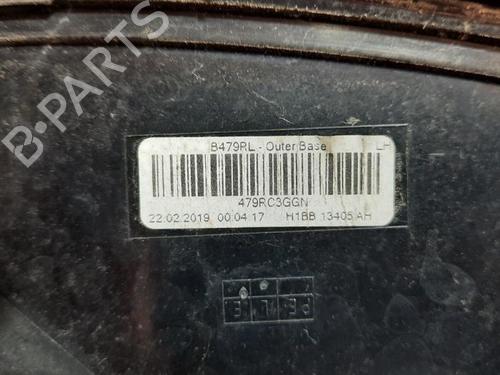 B479RL - Outer Base LH
479RC3GGN
22.02.2019 00:04:17 H1BB 13405 AH
B-PARTS